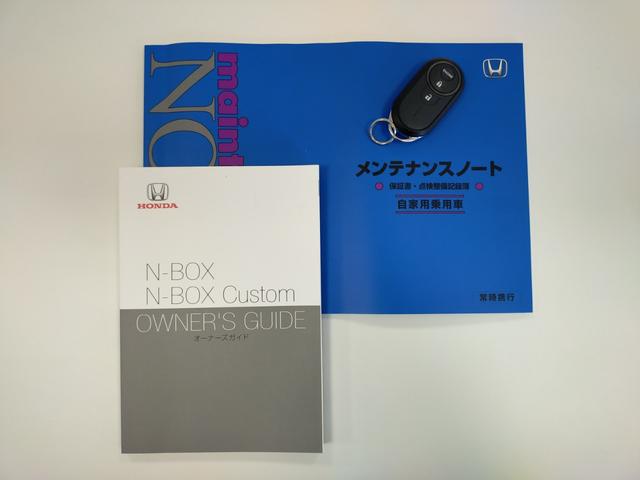 メンテナンスノート
保証書・点検整備記録簿
自家用乗用車
常時携行
HONDA
N-BOX
N-BOX Custom
OWNER'S GUIDE
オーナーズガイド